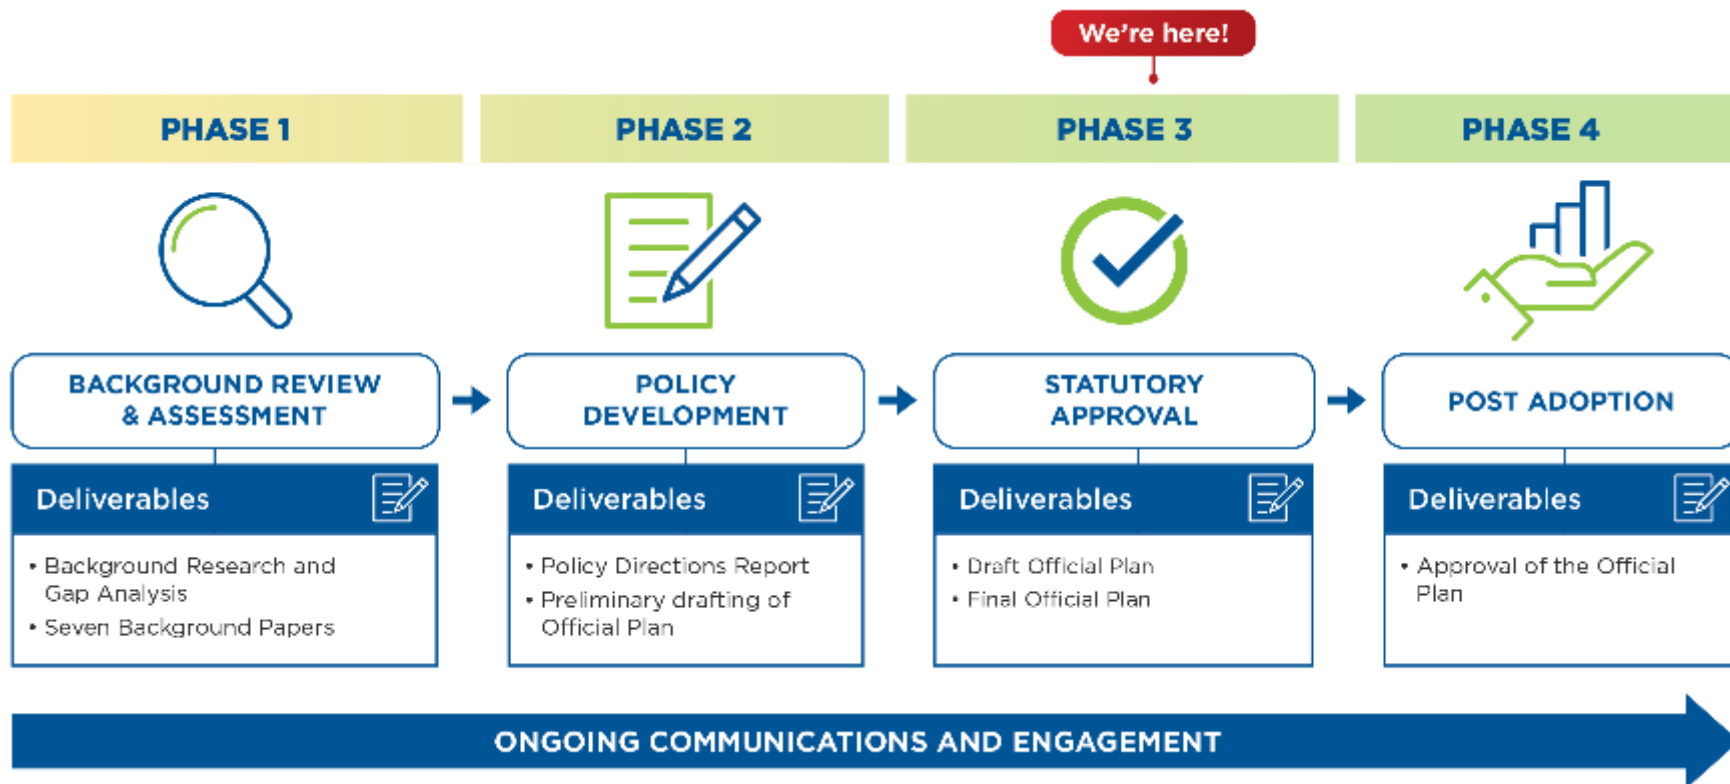 We're here!
PHASE 1
PHASE 2
PHASE 3
PHASE 4
BACKGROUND REVIEW
& ASSESSMENT
POLICY
DEVELOPMENT
STATUTORY
APPROVAL
POST ADOPTION
Deliverables
• Background Research and
Gap Analysis
• Seven Background Papers
Deliverables
• Policy Directions Report
• Preliminary drafting of
Official Plan
Deliverables
• Draft Official Plan
• Final Official Plan
Deliverables
• Approval of the Official
Plan
ONGOING COMMUNICATIONS AND ENGAGEMENT